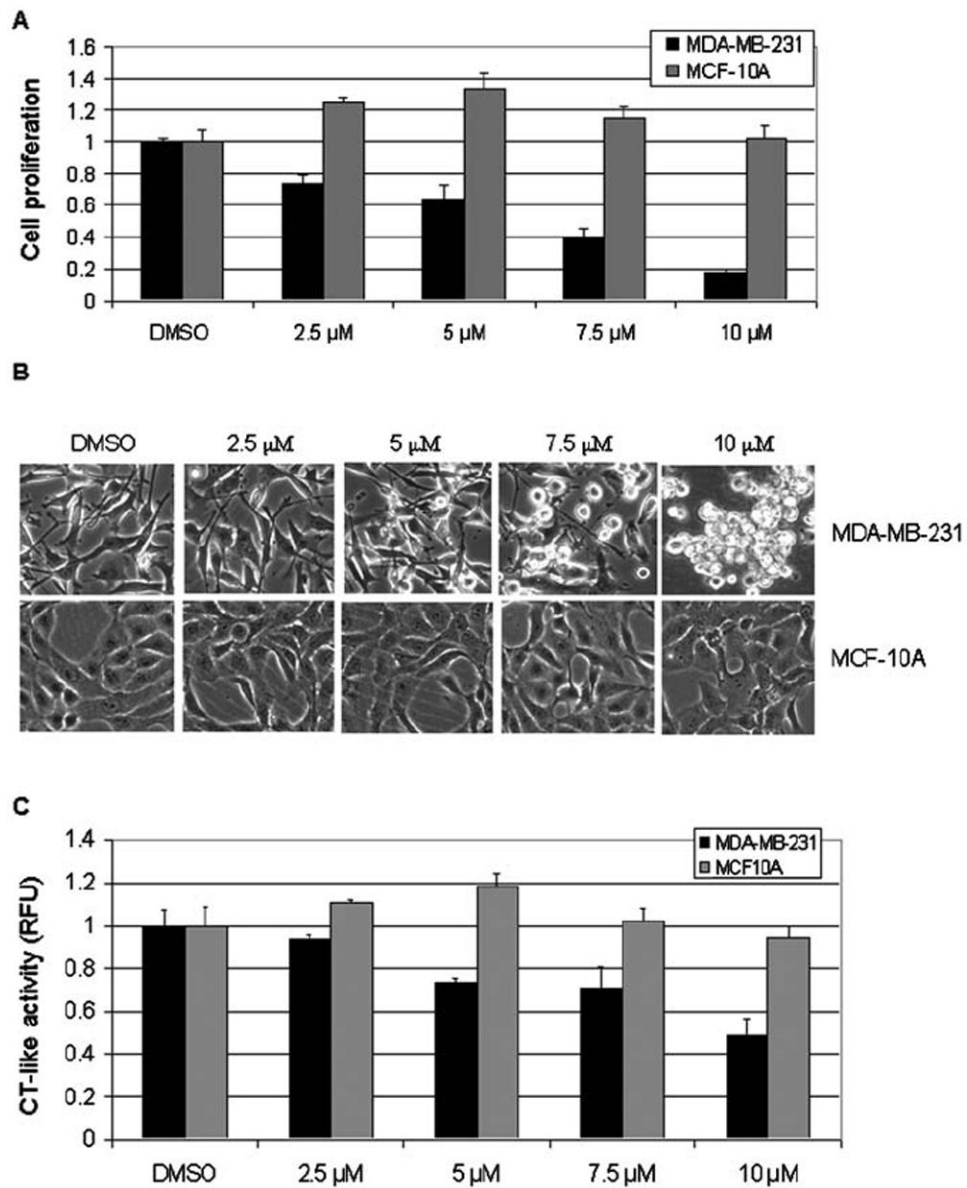 A
MDA-MB-231
MCF-10A
1.6
1.4
1.2
1
0.8
0.6
0.4
0.2
0
Cell proliferation
DMSO 2.5 µM 5 µM 7.5 µM 10 µM
B
DMSO 2.5 µM 5 µM 7.5 µM 10 µM
MDA-MB-231
MCF-10A
C
MDA-MB-231
MCF10A
1.4
1.2
1
0.8
0.6
0.4
0.2
0
CT-like activity (RFU)
DMSO 2.5 µM 5 µM 7.5 µM 10 µM